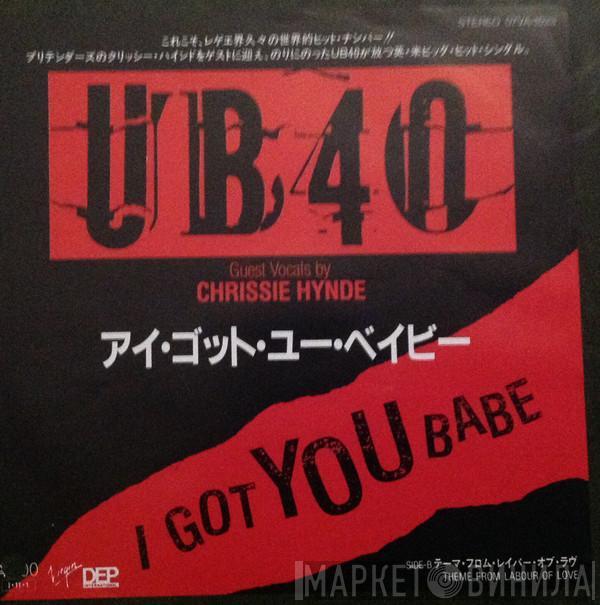 STEREO
これこそ、レゲエ界久々の世界的ヒット・ナンバー!!
プリテンダーズのクリッシー・ハインドをゲストに迎え、のりにのったUB40が放つ英・米ビッグ・ヒット・シングル。
UB40
Guest Vocals by
CHRISSIE HYNDE
アイ・ゴット・ユー・ベイビー
I GOT YOU BABE
SIDE-B テーマ・フロム・レイバー・オブ・ラヴ
THEME FROM LABOUR OF LOVE
Virgin
DEP
INTERNATIONAL
МАРКЕТ ВИНИЛА